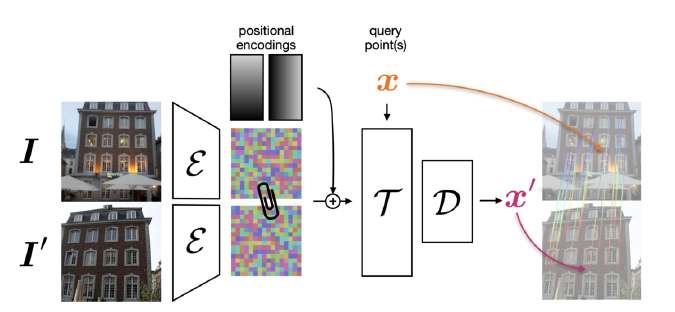 positional
encodings
query
point(s)
x
I
ℰ
𝒯
𝒟
x′
I′
ℰ